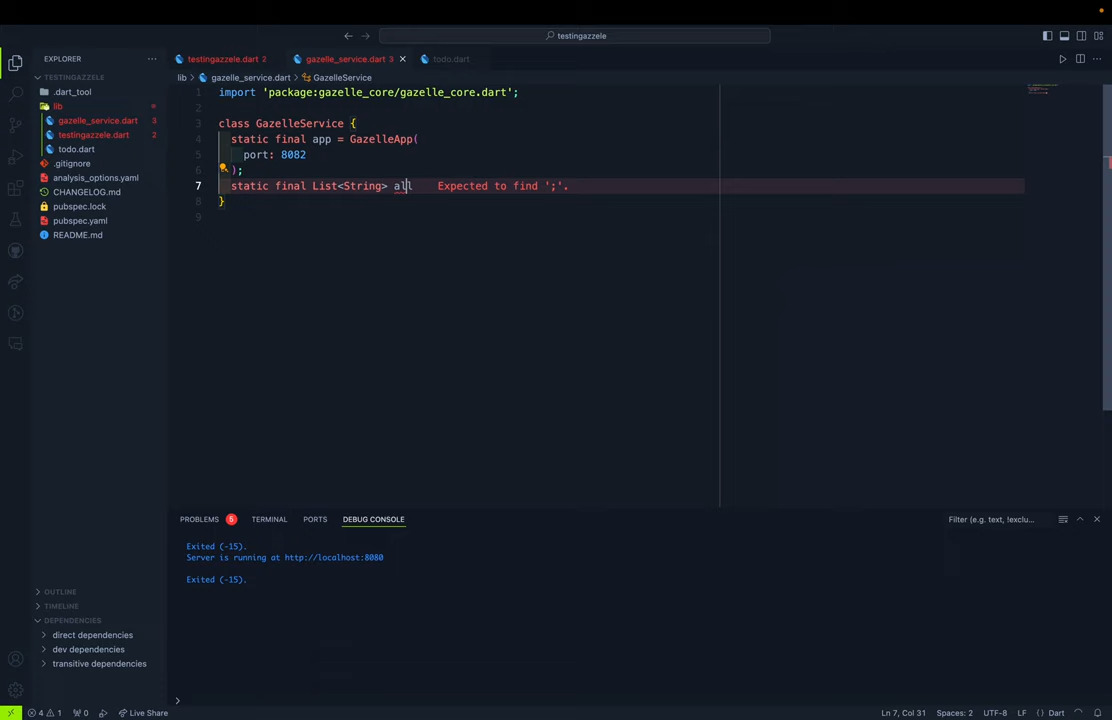 testingazzele
EXPLORER
TESTINGAZZELE
.dart_tool
lib
gazelle_service.dart 3
testingazzele.dart 2
todo.dart
.gitignore
analysis_options.yaml
CHANGELOG.md
pubspec.lock
pubspec.yaml
README.md
OUTLINE
TIMELINE
DEPENDENCIES
direct dependencies
dev dependencies
transitive dependencies
testingazzele.dart 2 gazelle_service.dart 3 todo.dart
lib gazelle_service.dart GazelleService
1 import 'package:gazelle_core/gazelle_core.dart';
2
3 class GazelleService {
4 static final app = GazelleApp(
5 port: 8082
6 );
7 static final List<String> all Expected to find ';'.
8 }
9
PROBLEMS 5 TERMINAL PORTS DEBUG CONSOLE Filter (e.g. text, !exclu...
Exited (-15).
Server is running at http://localhost:8080
Exited (-15).
4 1 0 Live Share Ln 7, Col 31 Spaces: 2 UTF-8 LF {} Dart